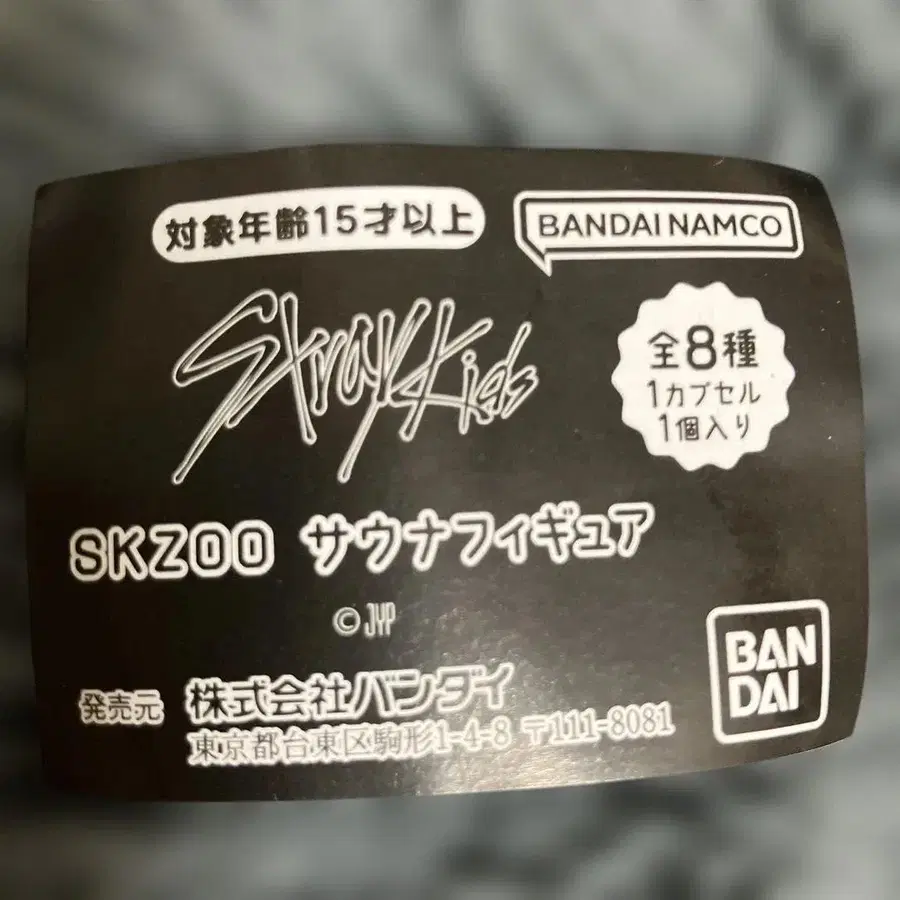 対象年齢15才以上
BANDAI NAMCO
Stray Kids
全8種
1カプセル
1個入り
SKZOO サウナフィギュア
©JYP
発売元 株式会社バンダイ
東京都台東区駒形1-4-8 〒111-8081
BAN
DAI